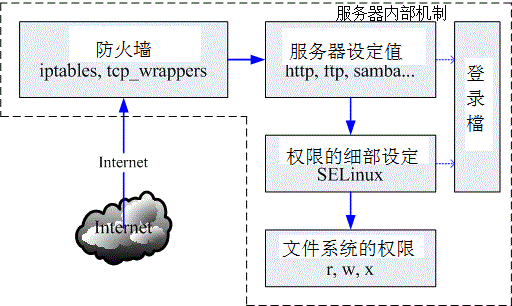 服务器内部机制
防火墙
iptables, tcp_wrappers
服务器设定值
http, ftp, samba...
登
录
檔
权限的细部设定
SELinux
Internet
Internet
文件系统的权限
r, w, x